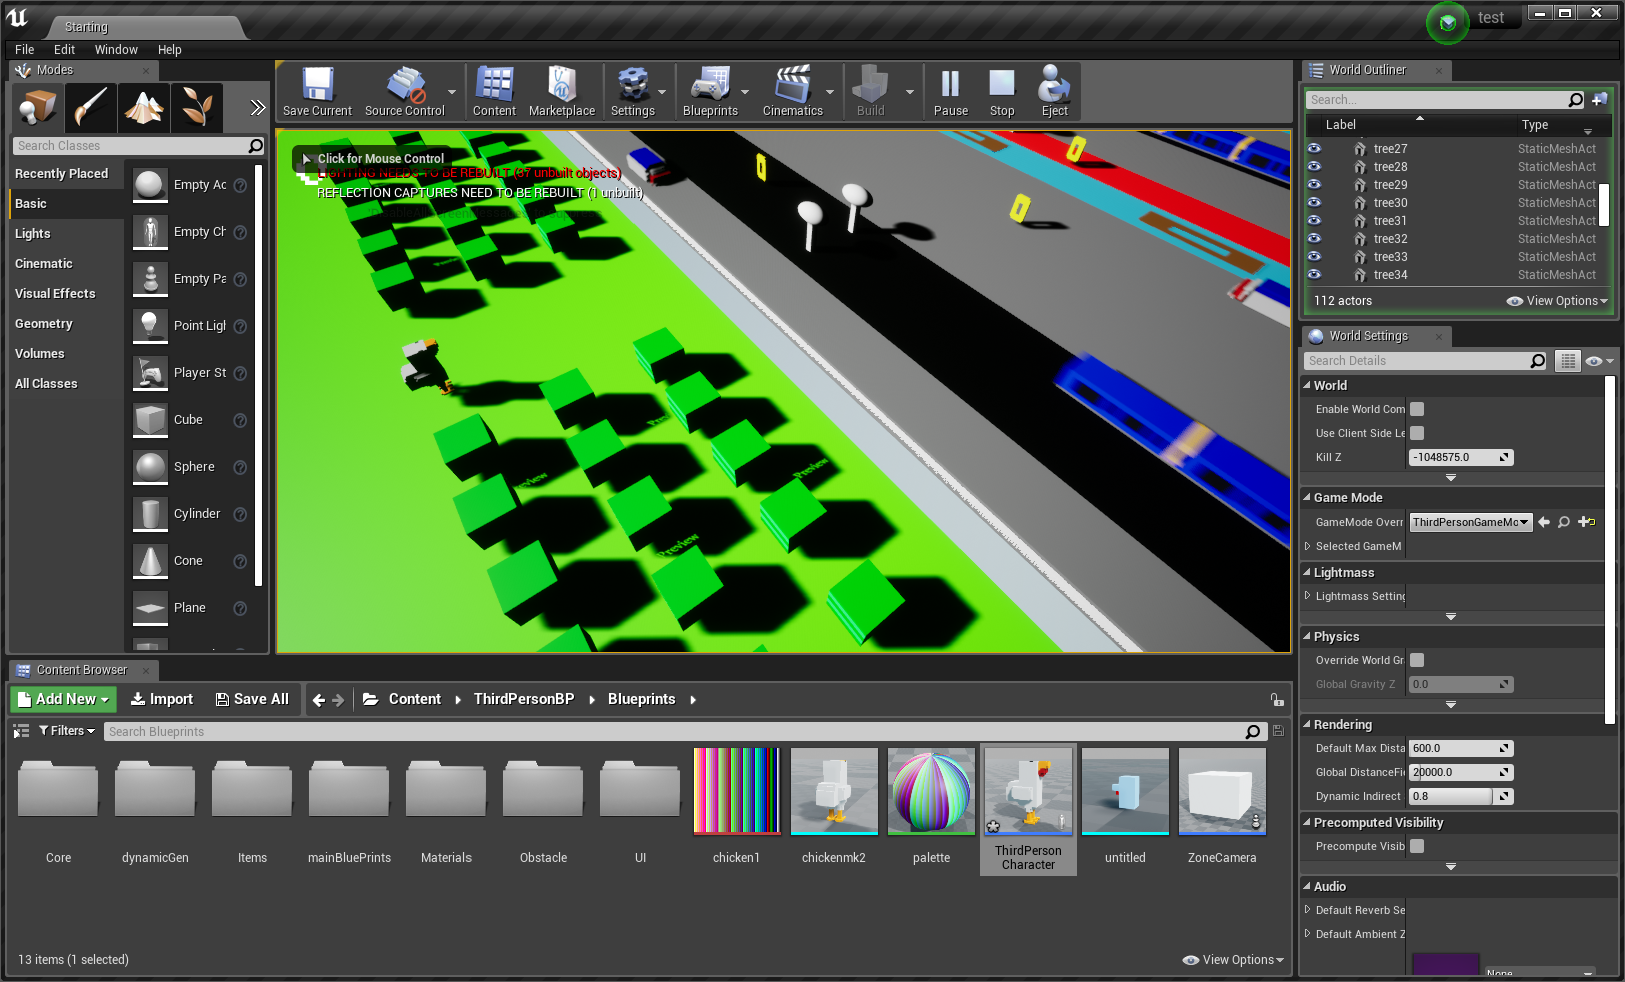 Starting
test
File Edit Window Help
Modes
Search Classes
Recently Placed
Basic
Lights
Cinematic
Visual Effects
Geometry
Volumes
All Classes
Empty Ac
Empty Ch
Empty Pa
Point Ligh
Player St
Cube
Sphere
Cylinder
Cone
Plane
Save Current
Source Control
Content
Marketplace
Settings
Blueprints
Cinematics
Build
Pause
Stop
Eject
Click for Mouse Control
LIGHTING NEEDS TO BE REBUILT (97 unbuilt objects)
REFLECTION CAPTURES NEED TO BE REBUILT (1 unbuilt)
Preview
Preview
Preview
World Outliner
Search...
Label Type
tree27 StaticMeshAct
tree28 StaticMeshAct
tree29 StaticMeshAct
tree30 StaticMeshAct
tree31 StaticMeshAct
tree32 StaticMeshAct
tree33 StaticMeshAct
tree34 StaticMeshAct
112 actors View Options
World Settings
Search Details
World
Enable World Com
Use Client Side Le
Kill Z -1048575.0
Game Mode
GameMode Overr ThirdPersonGameMo
Selected GameM
Lightmass
Lightmass Setting
Physics
Override World Gr
Global Gravity Z 0.0
Rendering
Default Max Dista 600.0
Global DistanceFi 20000.0
Dynamic Indirect 0.8
Precomputed Visibility
Precompute Visib
Audio
Default Reverb Se
Default Ambient Z
None
Content Browser
Add New Import Save All Content ThirdPersonBP Blueprints
Filters Search Blueprints
Core
dynamicGen
Items
mainBluePrints
Materials
Obstacle
UI
chicken1
chickenmk2
palette
ThirdPerson
Character
untitled
ZoneCamera
13 items (1 selected) View Options